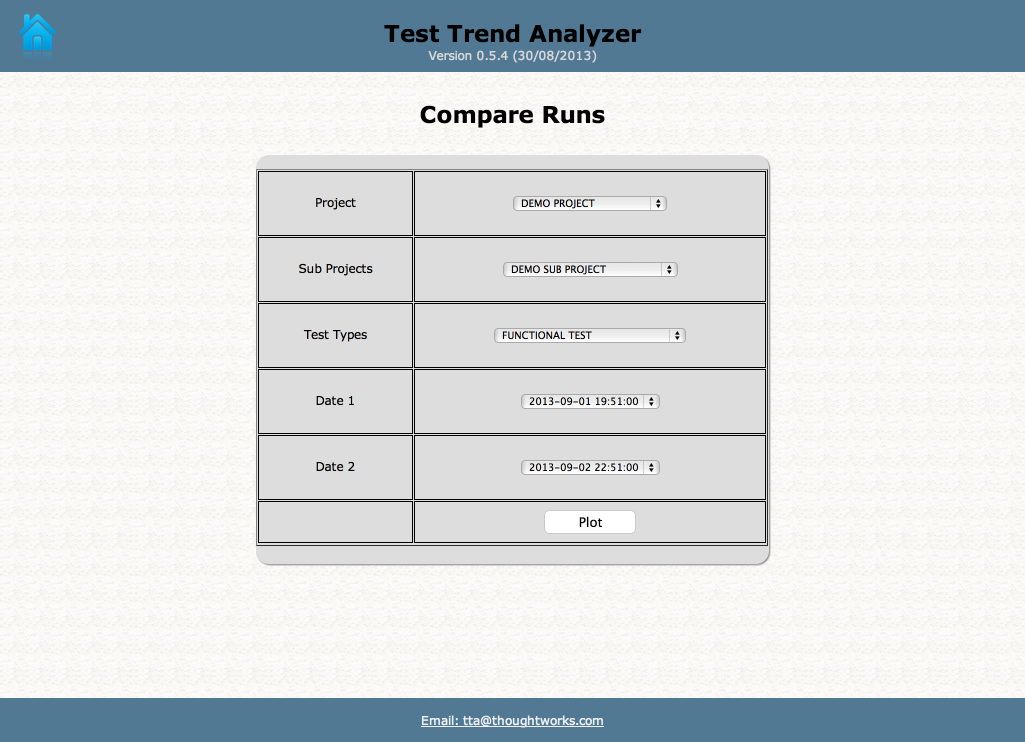 Test Trend Analyzer
Version 0.5.4 (30/08/2013)
Compare Runs
Project DEMO PROJECT
Sub Projects DEMO SUB PROJECT
Test Types FUNCTIONAL TEST
Date 1 2013-09-01 19:51:00
Date 2 2013-09-02 22:51:00
Plot
Email: tta@thoughtworks.com